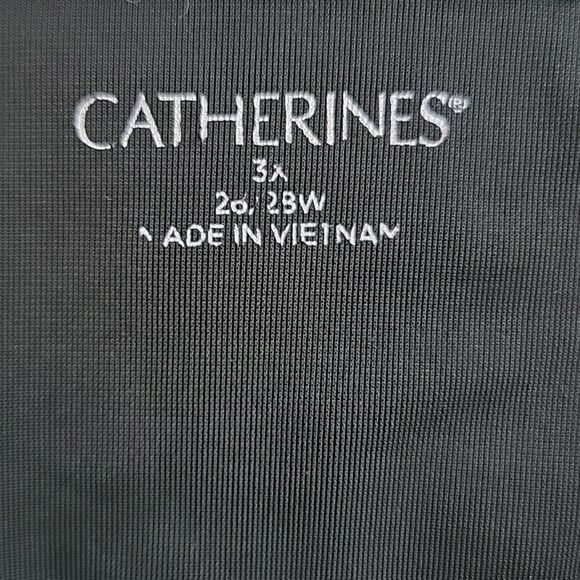 CATHERINES®
3X
26/28W
MADE IN VIETNAM